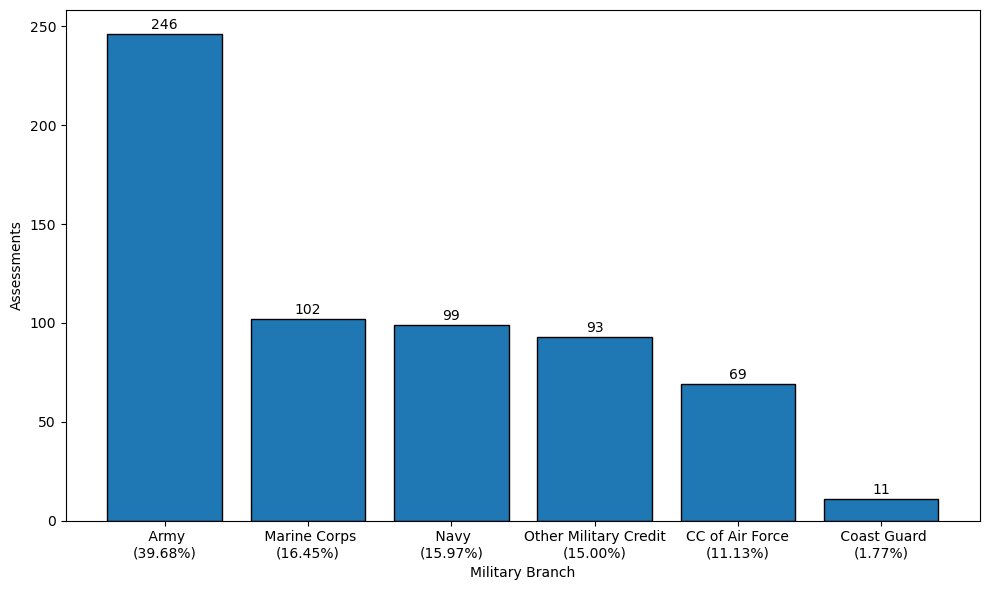 250
200
150
100
50
0
Assessments
246
102
99
93
69
11
Army
(39.68%)
Marine Corps
(16.45%)
Navy
(15.97%)
Other Military Credit
(15.00%)
CC of Air Force
(11.13%)
Coast Guard
(1.77%)
Military Branch